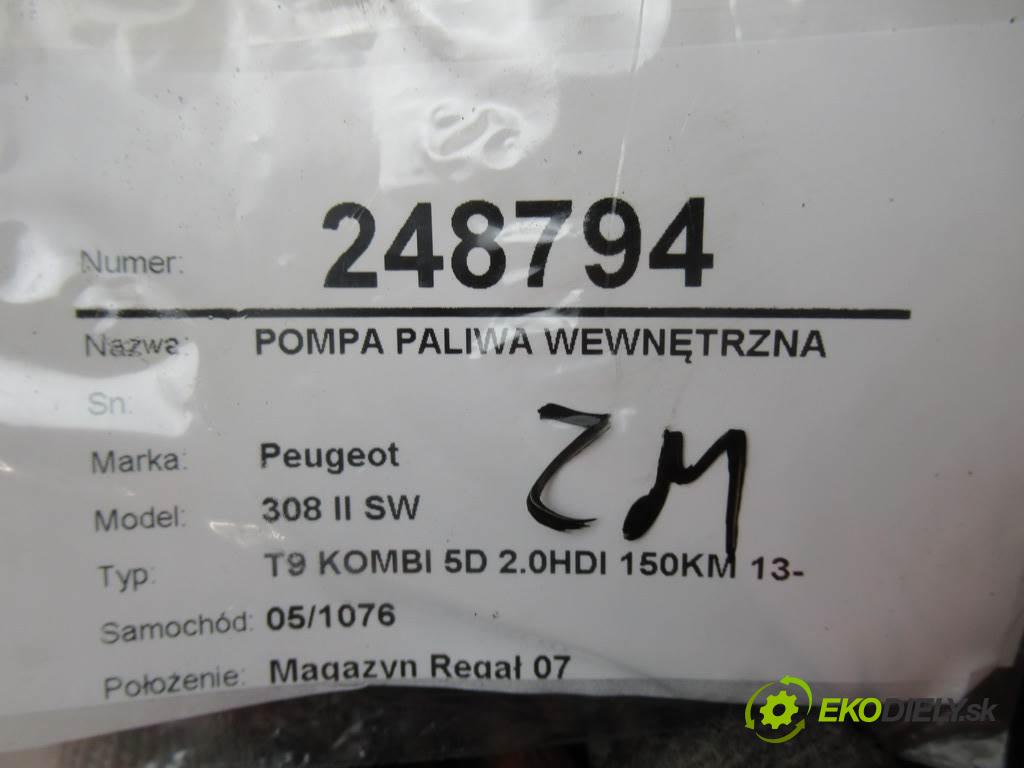 Numer: 248794
Nazwa: POMPA PALIWA WEWNĘTRZNA
Sn:
Marka: Peugeot
Model: 308 II SW
Typ: T9 KOMBI 5D 2.0HDI 150KM 13-
Samochód: 05/1076
Położenie: Magazyn Regał 07
EKODIELY.sk